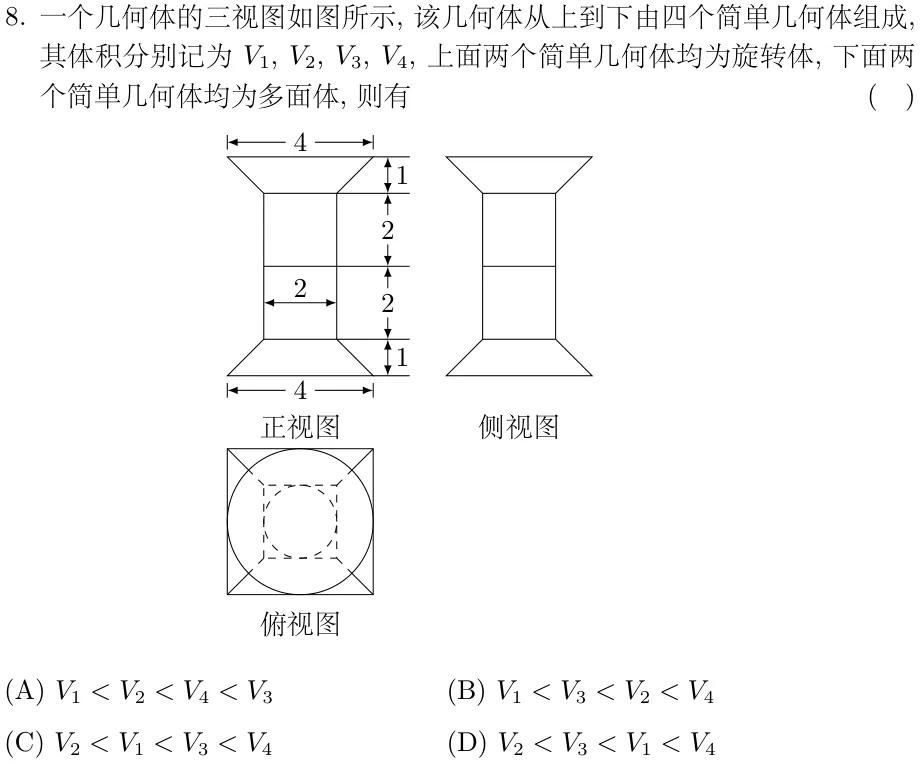 8. 一个几何体的三视图如图所示, 该几何体从上到下由四个简单几何体组成,
其体积分别记为 V₁, V₂, V₃, V₄, 上面两个简单几何体均为旋转体, 下面两
个简单几何体均为多面体, 则有 ( )
4
1
2
2
2
1
4
正视图 侧视图
俯视图
(A) V₁ < V₂ < V₄ < V₃ (B) V₁ < V₃ < V₂ < V₄
(C) V₂ < V₁ < V₃ < V₄ (D) V₂ < V₃ < V₁ < V₄